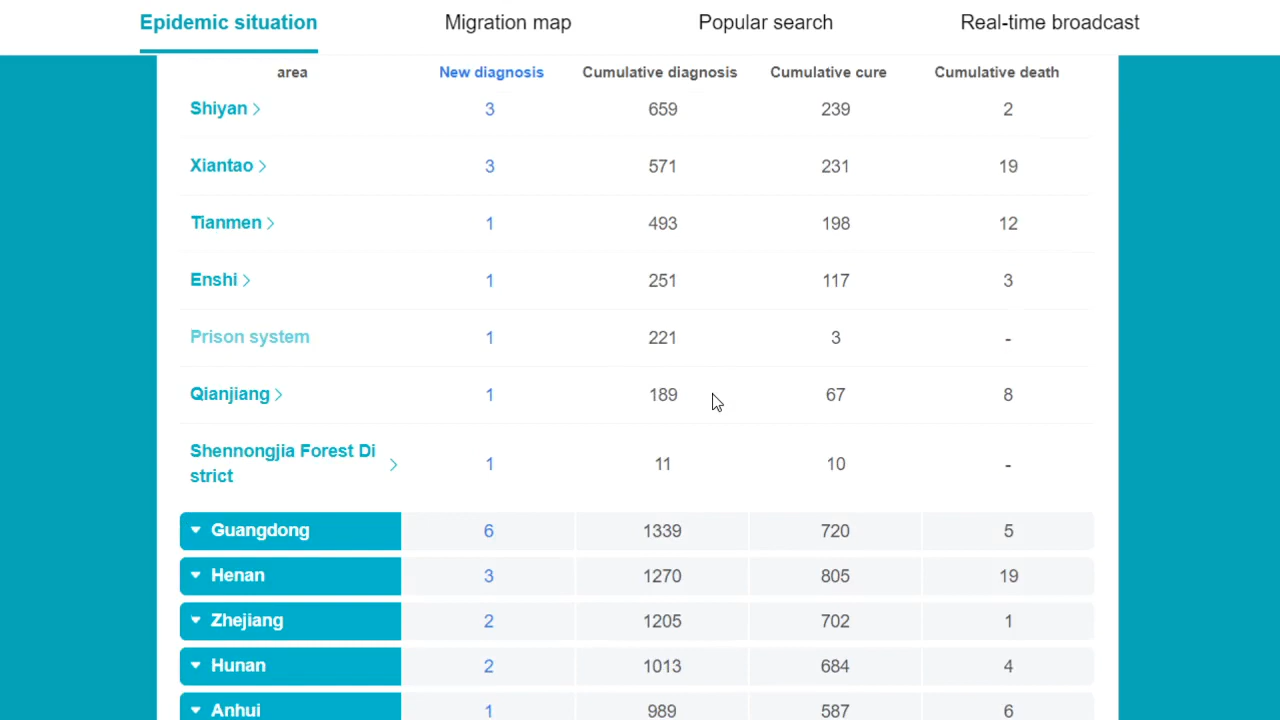 Epidemic situation Migration map Popular search Real-time broadcast
area New diagnosis Cumulative diagnosis Cumulative cure Cumulative death
Shiyan 3 659 239 2
Xiantao 3 571 231 19
Tianmen 1 493 198 12
Enshi 1 251 117 3
Prison system 1 221 3 -
Qianjiang 1 189 67 8
Shennongjia Forest Di
strict 1 11 10 -
Guangdong 6 1339 720 5
Henan 3 1270 805 19
Zhejiang 2 1205 702 1
Hunan 2 1013 684 4
Anhui 1 989 587 6